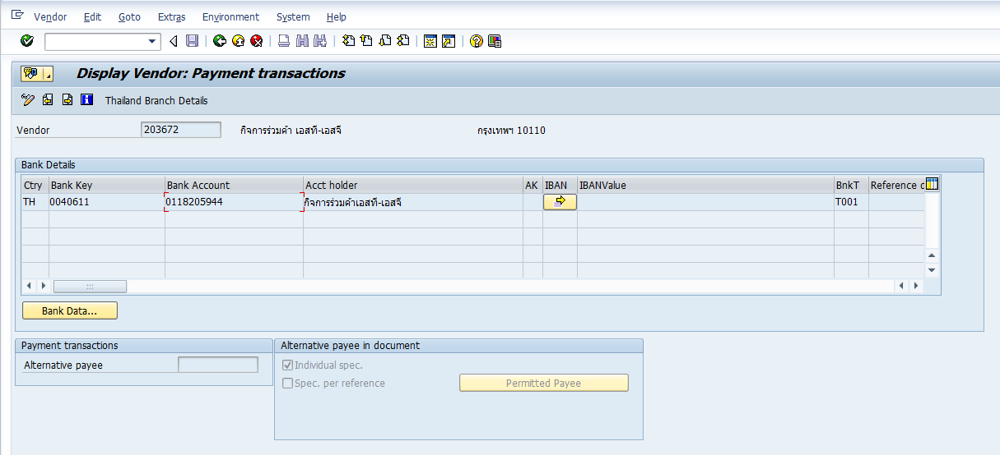 Vendor Edit Goto Extras Environment System Help
Display Vendor: Payment transactions
Thailand Branch Details
Vendor 203672 กิจการร่วมค้า เอสที-เอสจี กรุงเทพฯ 10110
Bank Details
Ctry Bank Key Bank Account Acct holder AK IBAN IBANValue BnkT Reference d
TH 0040611 0118205944 กิจการร่วมค้าเอสที-เอสจี T001
Bank Data...
Payment transactions Alternative payee in document
Alternative payee Individual spec.
Spec. per reference Permitted Payee